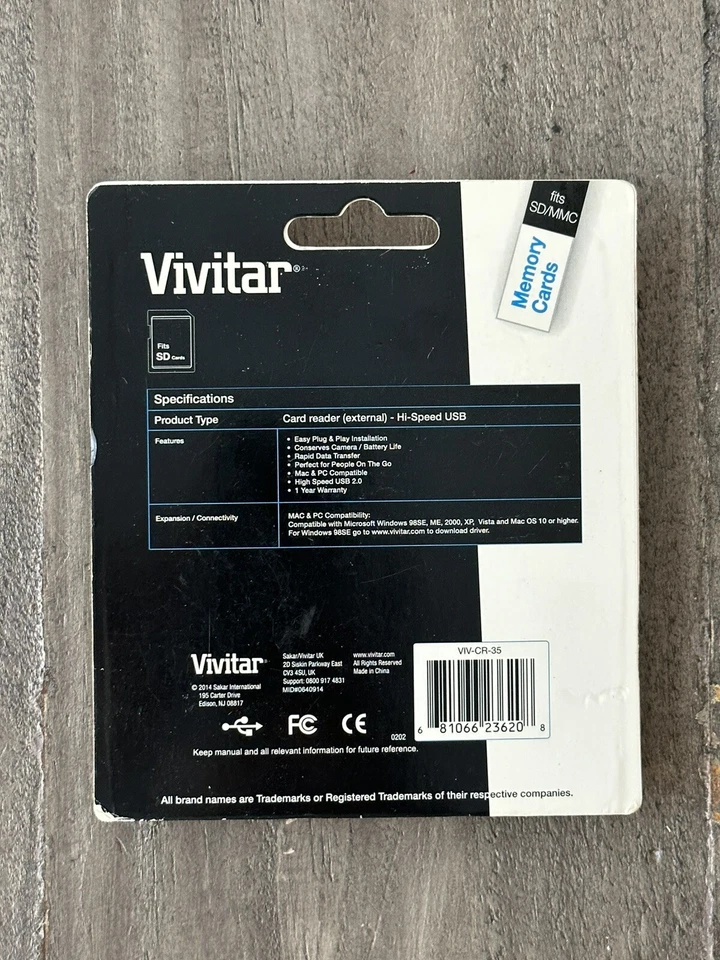 fits
SD/MMC
Memory
Cards
Vivitar®
Fits
SD Cards
Specifications
Product Type Card reader (external) - Hi-Speed USB
Features
• Easy Plug & Play Installation
• Conserves Camera / Battery Life
• Rapid Data Transfer
• Perfect for People On The Go
• Mac & PC Compatible
• High Speed USB 2.0
• 1 Year Warranty
Expansion / Connectivity
MAC & PC Compatibility:
Compatible with Microsoft Windows 98SE, ME, 2000, XP, Vista and Mac OS 10 or higher.
For Windows 98SE go to www.vivitar.com to download driver.
Vivitar
© 2014 Sakar International
195 Carter Drive
Edison, NJ 08817
Sakar/Vivitar UK
2D Siskin Parkway East
CV3 4SU, UK
Support: 0800 917 4831
MID#0640914
www.vivitar.com
All Rights Reserved
Made in China
VIV-CR-35
6 81066 23620 8
FC CE
0202
Keep manual and all relevant information for future reference.
All brand names are Trademarks or Registered Trademarks of their respective companies.